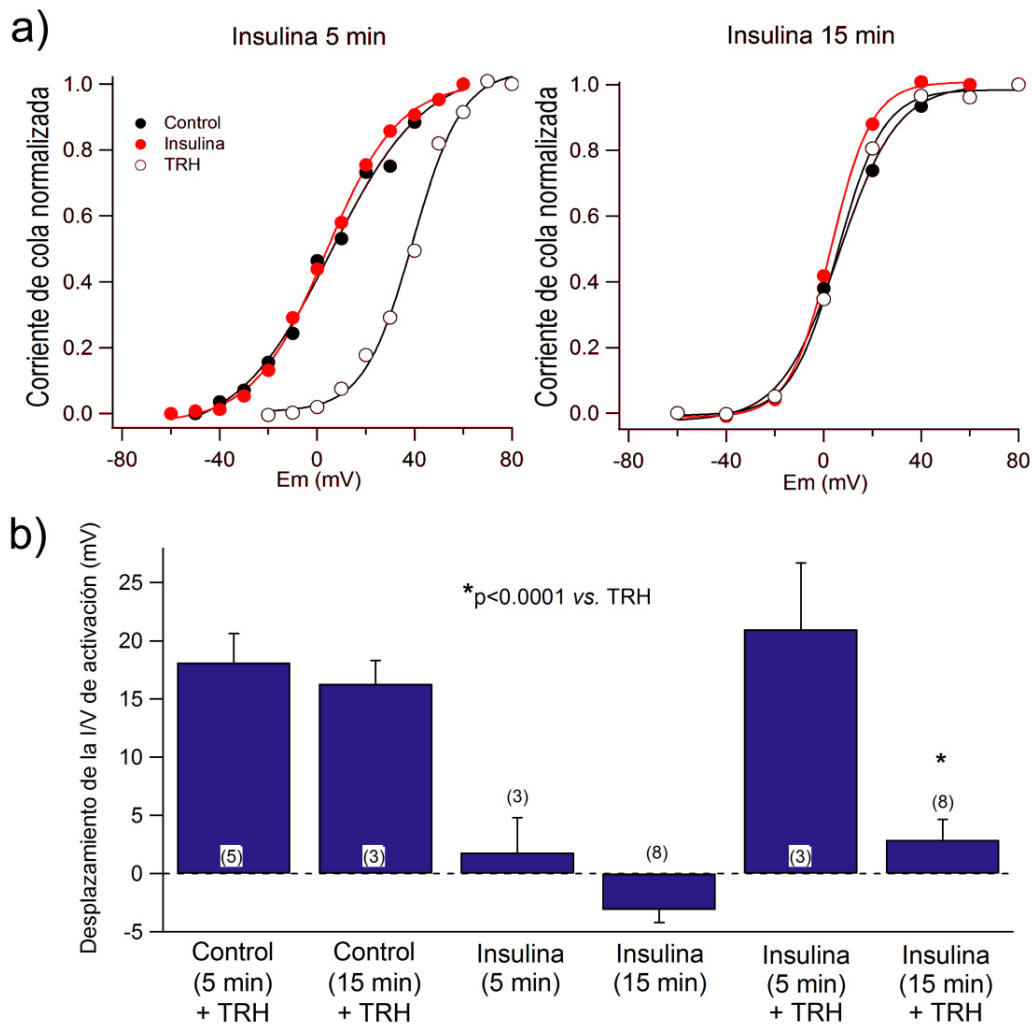 a)
Insulina 5 min
Insulina 15 min
Corriente de cola normalizada
1.0
0.8
0.6
0.4
0.2
0.0
Control
Insulina
TRH
-80
-40
0
40
80
Em (mV)
Corriente de cola normalizada
1.0
0.8
0.6
0.4
0.2
0.0
-80
-40
0
40
80
Em (mV)
b)
Desplazamiento de la I/V de activación (mV)
25
20
15
10
5
0
-5
*p<0.0001 vs. TRH
(5)
(3)
(3)
(8)
(3)
*
(8)
Control
(5 min)
+ TRH
Control
(15 min)
+ TRH
Insulina
(5 min)
Insulina
(15 min)
Insulina
(5 min)
+ TRH
Insulina
(15 min)
+ TRH